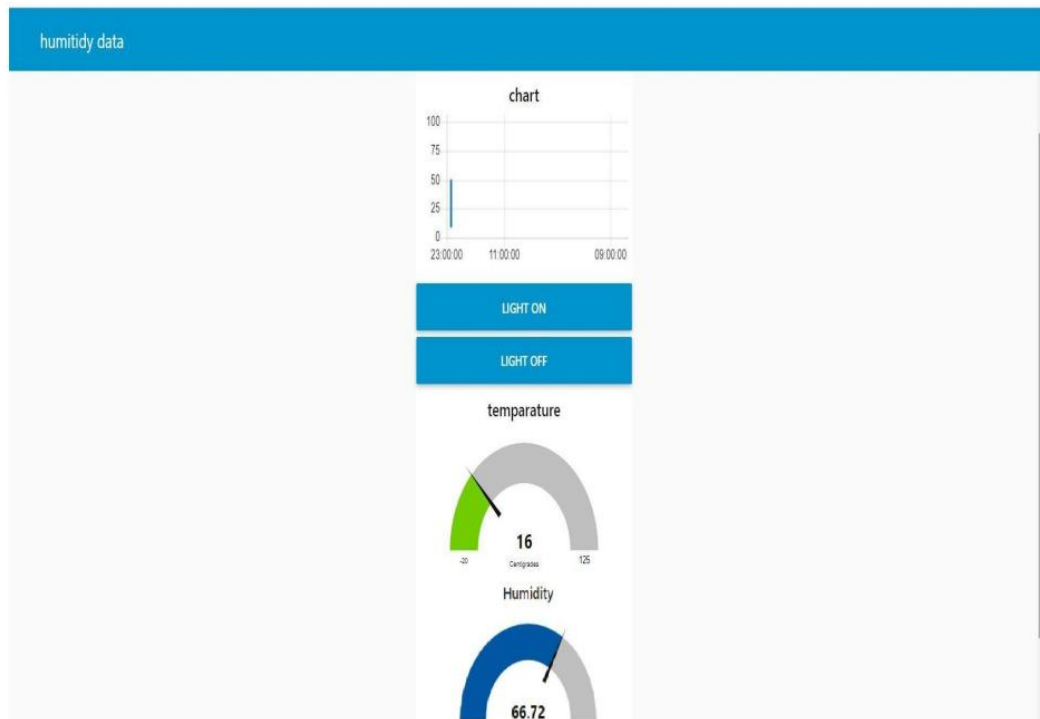 humitidy data
chart
100
75
50
25
0
23:00:00 11:00:00 09:00:00
LIGHT ON
LIGHT OFF
temparature
16
-20 Centigrades 125
Humidity
66.72